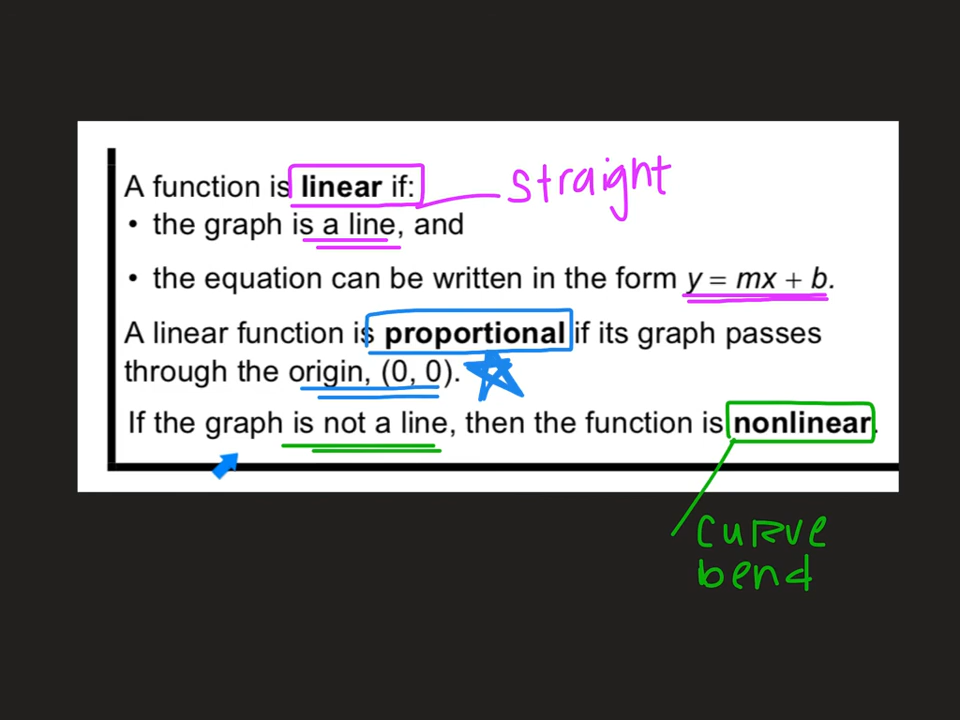 A function is linear if: straight
• the graph is a line, and
• the equation can be written in the form y = mx + b.
A linear function is proportional if its graph passes
through the origin, (0, 0).
If the graph is not a line, then the function is nonlinear.
curve
bend